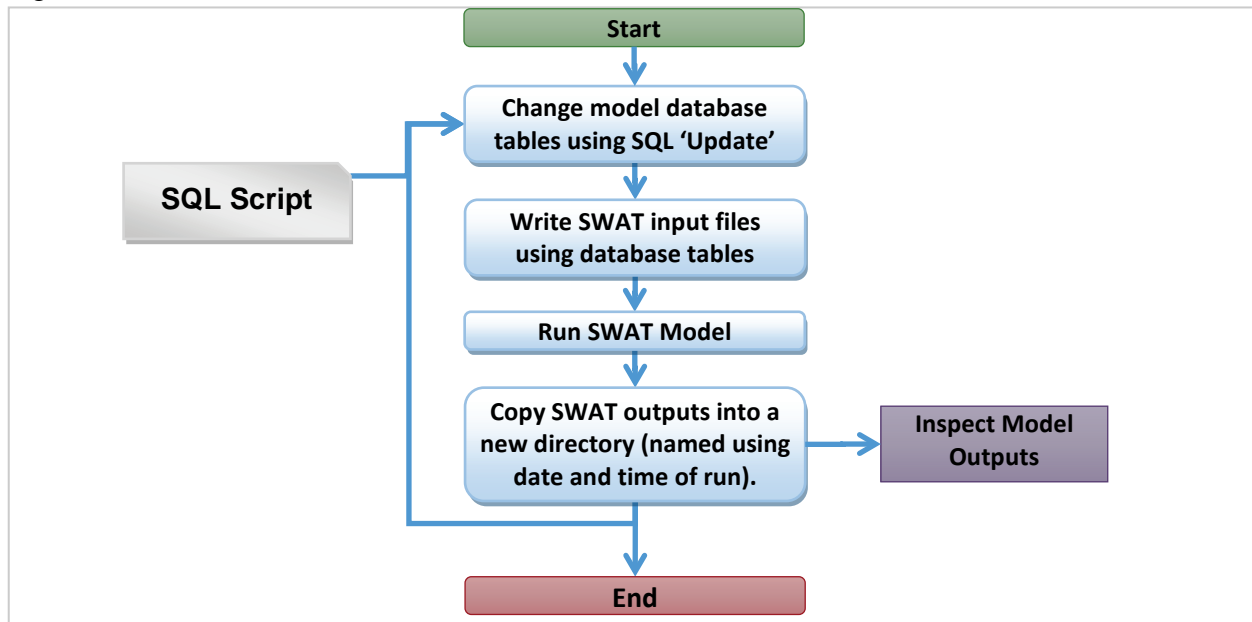 Start
Change model database
tables using SQL ‘Update’
SQL Script
Write SWAT input files
using database tables
Run SWAT Model
Copy SWAT outputs into a
new directory (named using
date and time of run).
Inspect Model
Outputs
End